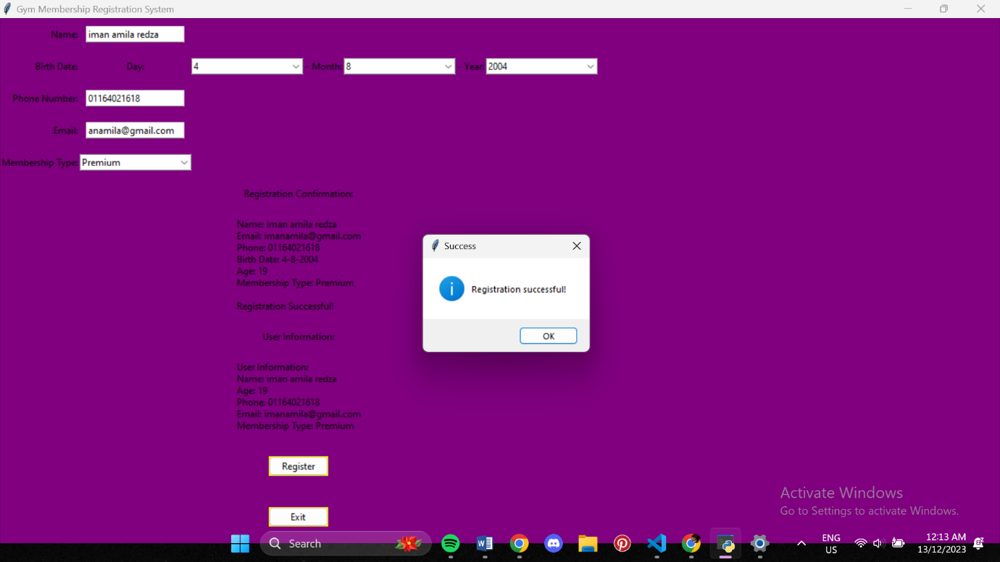 Gym Membership Registration System
Name: iman amila redza
Birth Date: Day: 4 - Month: 8 - Year: 2004
Phone Number: 01164021618
Email: anamila@gmail.com
Membership Type: Premium
Registration Confirmation:
Name: iman amila redza
Email: imanamila@gmail.com
Phone: 01164021618
Birth Date: 4-8-2004
Age: 19
Membership Type: Premium
Registration Successful!
User Information:
User Information:
Name: iman amila redza
Age: 19
Phone: 01164021618
Email: imanamila@gmail.com
Membership Type: Premium
Register
Exit
Success
Registration successful!
OK
Activate Windows
Go to Settings to activate Windows.
Search
ENG
US
12:13 AM
13/12/2023